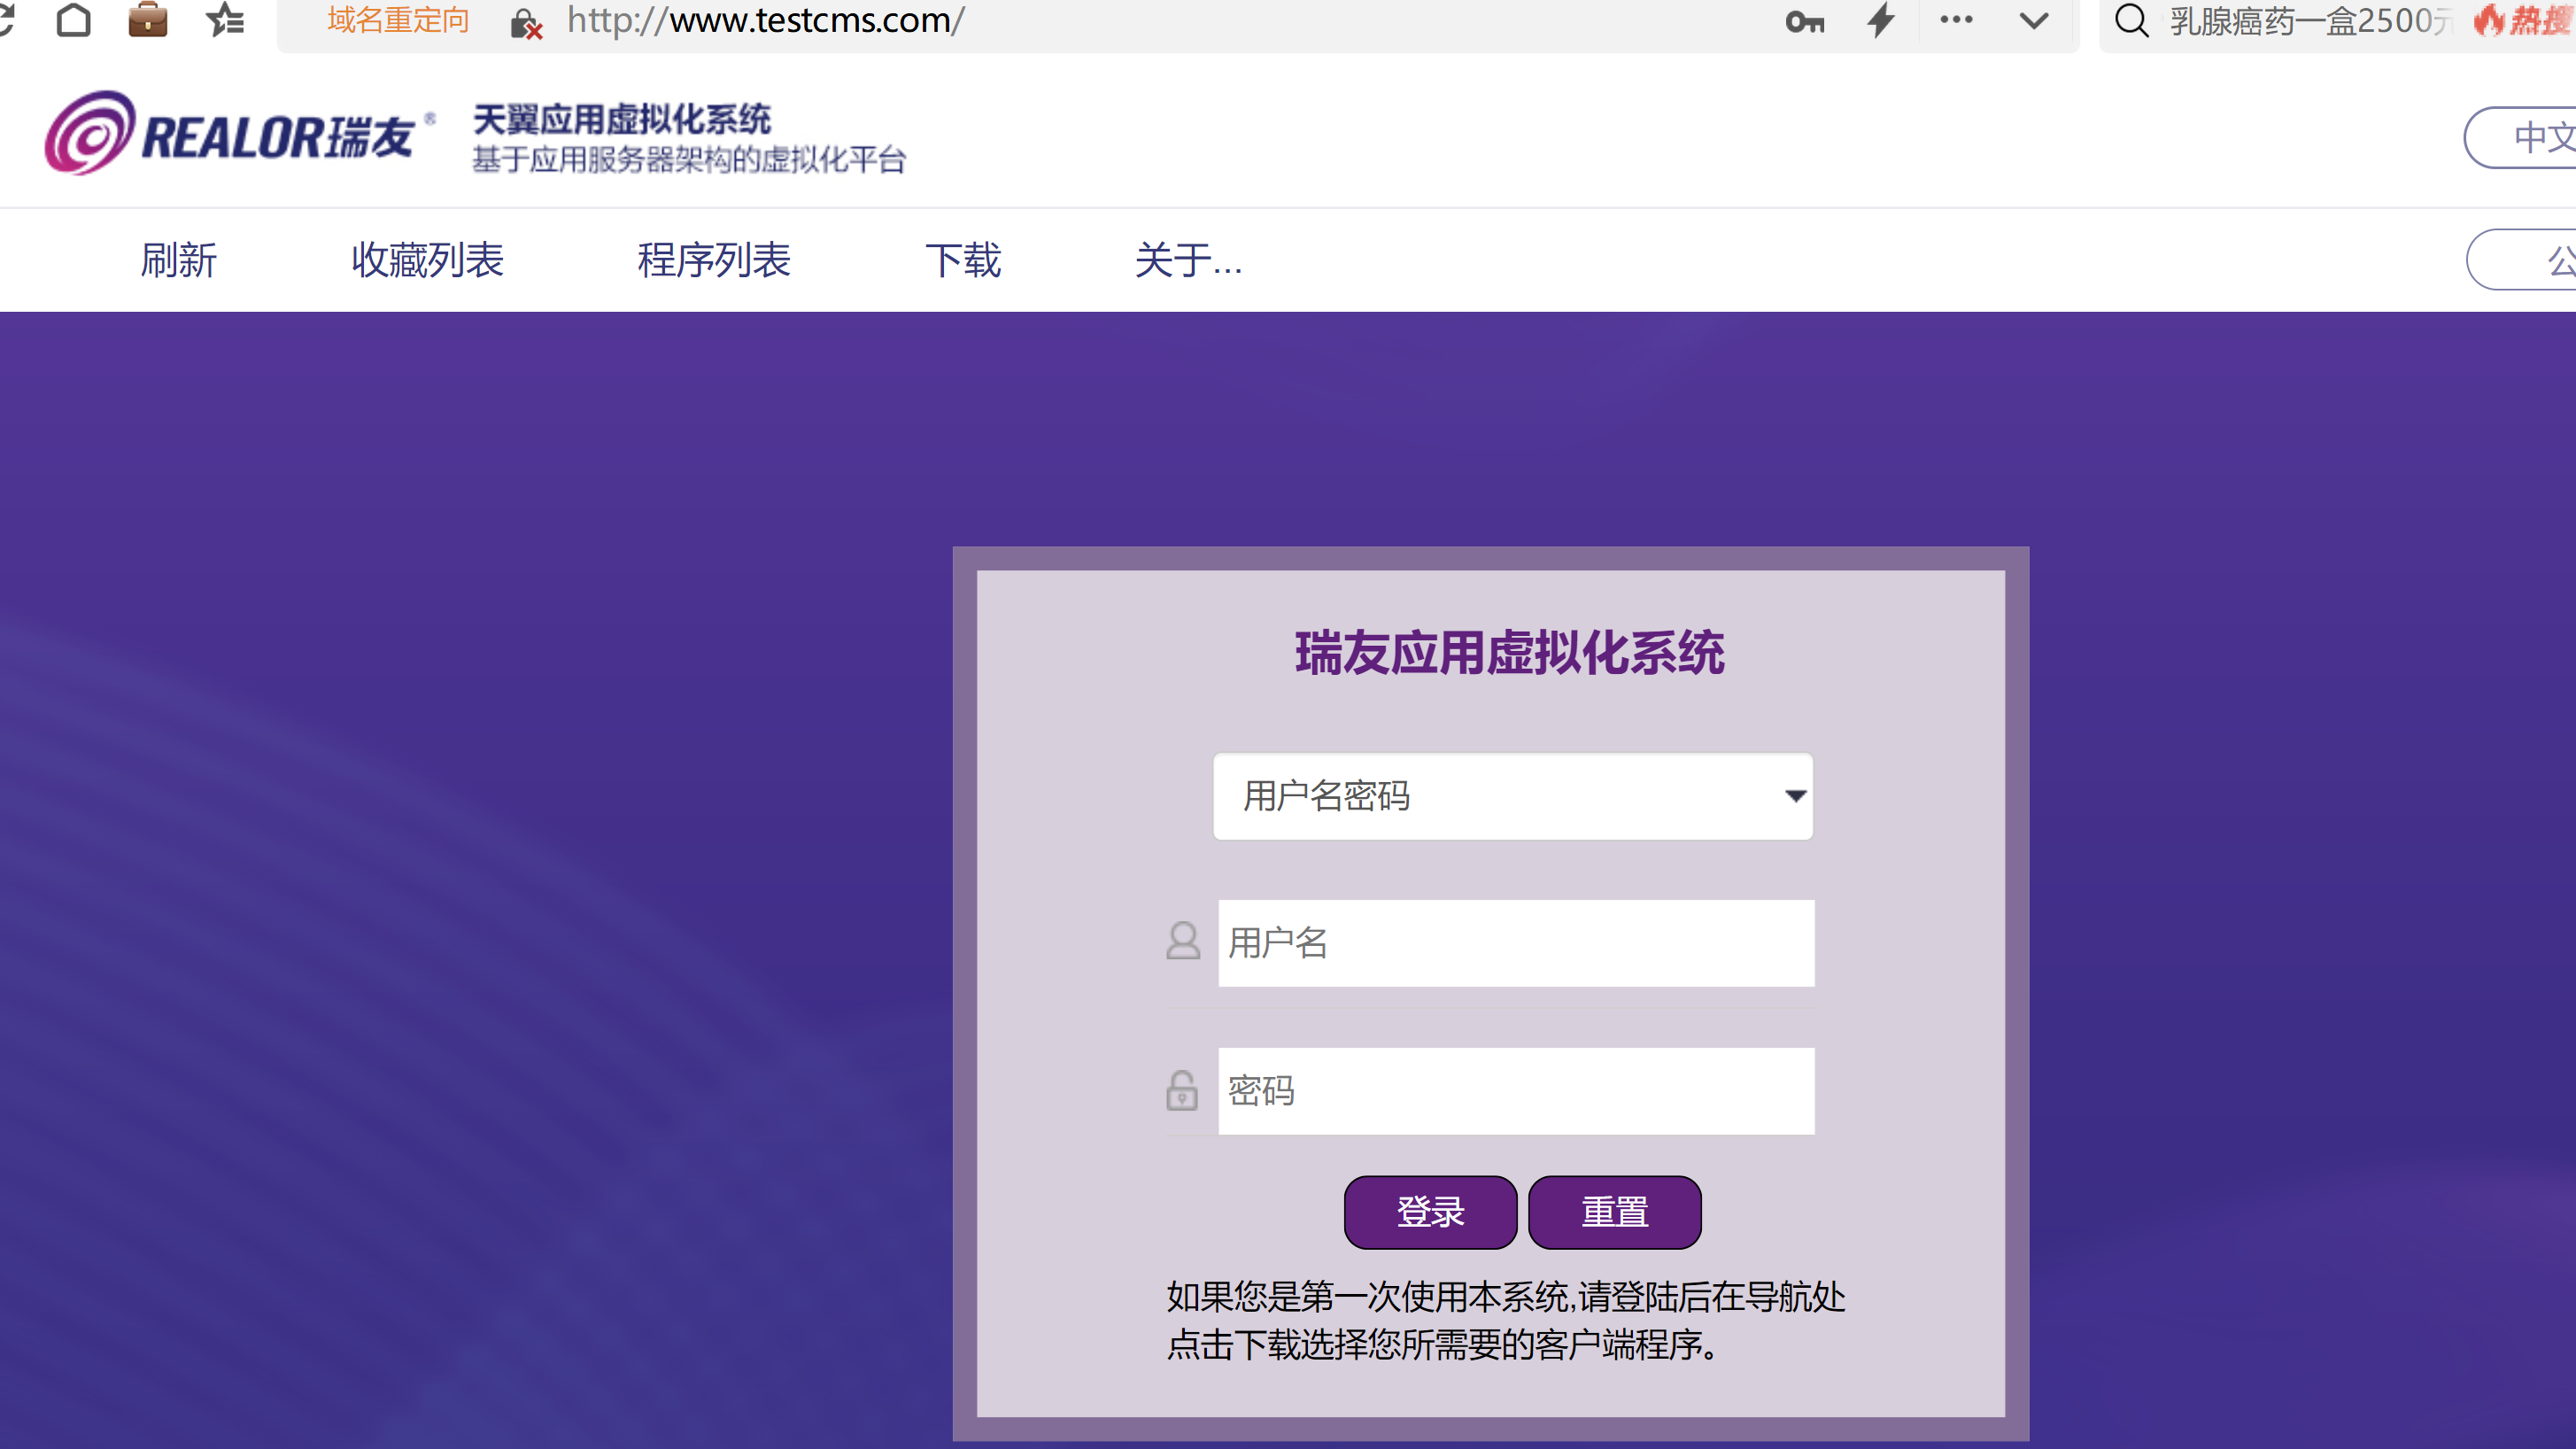 域名重定向 http://www.testcms.com/ 乳腺癌药一盒2500元 热搜
REALOR瑞友® 天翼应用虚拟化系统
基于应用服务器架构的虚拟化平台
中文
刷新 收藏列表 程序列表 下载 关于... 公
瑞友应用虚拟化系统
用户名密码
用户名
密码
登录 重置
如果您是第一次使用本系统,请登陆后在导航处
点击下载选择您所需要的客户端程序。